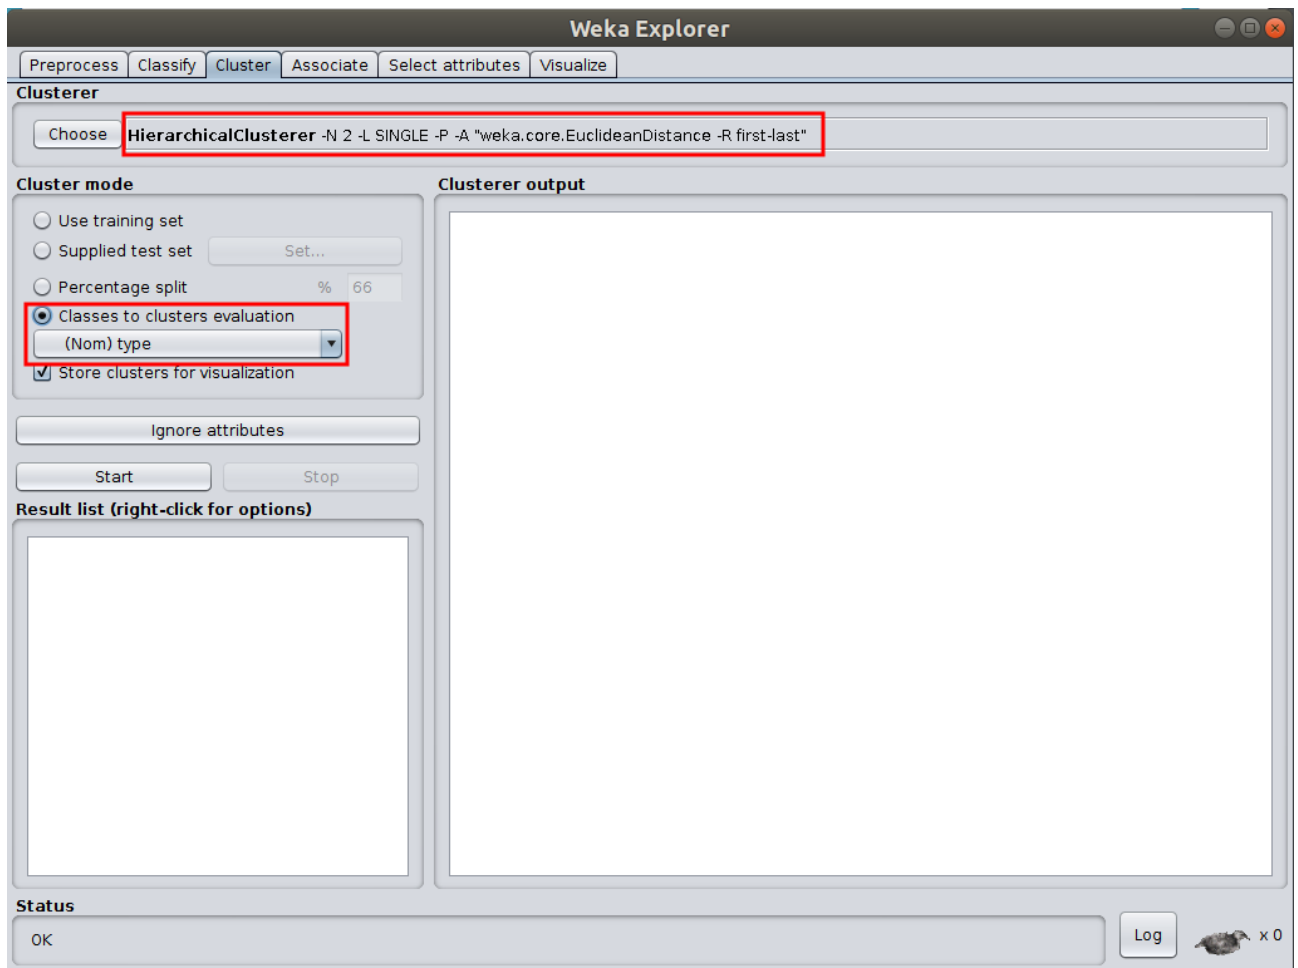 Weka Explorer
Preprocess Classify Cluster Associate Select attributes Visualize
Clusterer
Choose HierarchicalClusterer -N 2 -L SINGLE -P -A "weka.core.EuclideanDistance -R first-last"
Cluster mode
Use training set
Supplied test set Set...
Percentage split % 66
Classes to clusters evaluation
(Nom) type
Store clusters for visualization
Ignore attributes
Start Stop
Result list (right-click for options)
Clusterer output
Status
OK
Log x 0